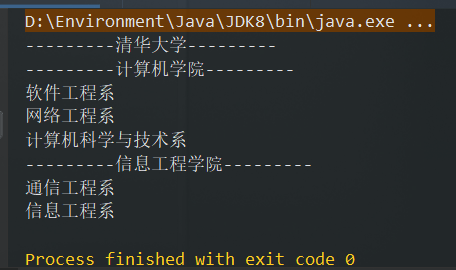 D:\Environment\Java\JDK8\bin\java.exe ...
---------清华大学---------
---------计算机学院---------
软件工程系
网络工程系
计算机科学与技术系
---------信息工程学院---------
通信工程系
信息工程系
Process finished with exit code 0